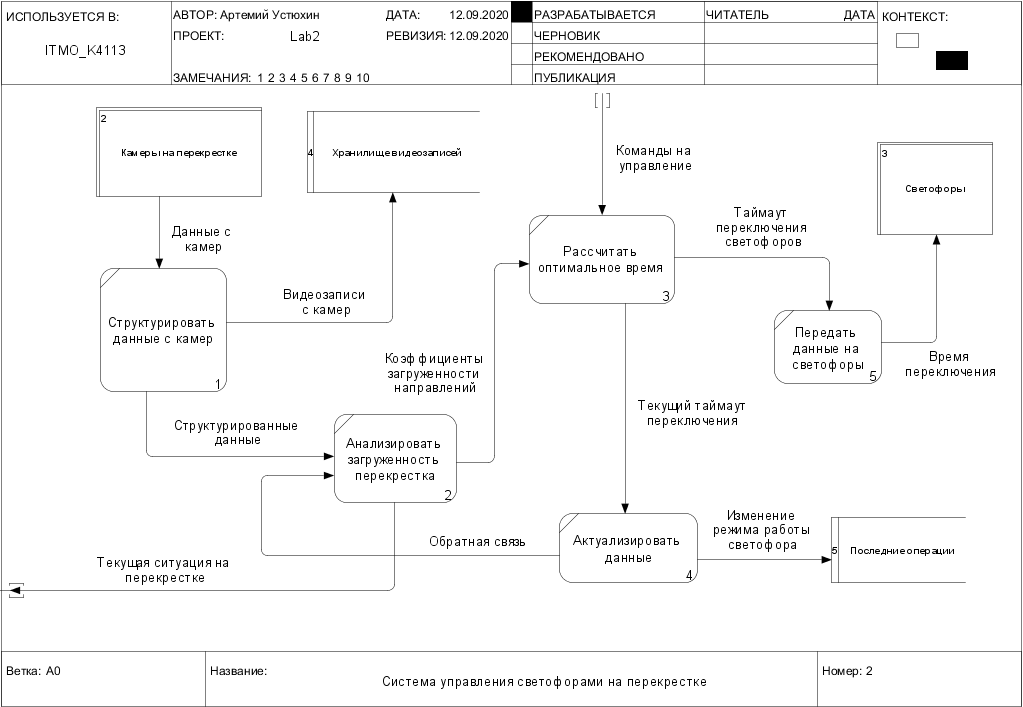 ИСПОЛЬЗУЕТСЯ В:
ITMO_K4113
АВТОР: Артемий Устюхин
ДАТА: 12.09.2020
ПРОЕКТ: Lab2
РЕВИЗИЯ: 12.09.2020
ЗАМЕЧАНИЯ: 1 2 3 4 5 6 7 8 9 10
РАЗРАБАТЫВАЕТСЯ
ЧЕРНОВИК
РЕКОМЕНДОВАНО
ПУБЛИКАЦИЯ
ЧИТАТЕЛЬ
ДАТА
КОНТЕКСТ:
2
Камеры на перекрестке
4
Хранилище видеозаписей
Команды на
управление
3
Светофоры
Данные с
камер
Таймаут
переключения
светофоров
Рассчитать
оптимальное время
3
Видеозаписи
с камер
Структурировать
данные с камер
1
Передать
данные на
светофоры
5
Время
переключения
Коэффициенты
загруженности
направлений
Текущий таймаут
переключения
Структурированные
данные
Анализировать
загруженность
перекрестка
2
Изменение
режима работы
светофора
Обратная связь
Актуализировать
данные
4
5
Последние операции
Текущая ситуация на
перекрестке
Ветка: A0
Название:
Система управления светофорами на перекрестке
Номер: 2